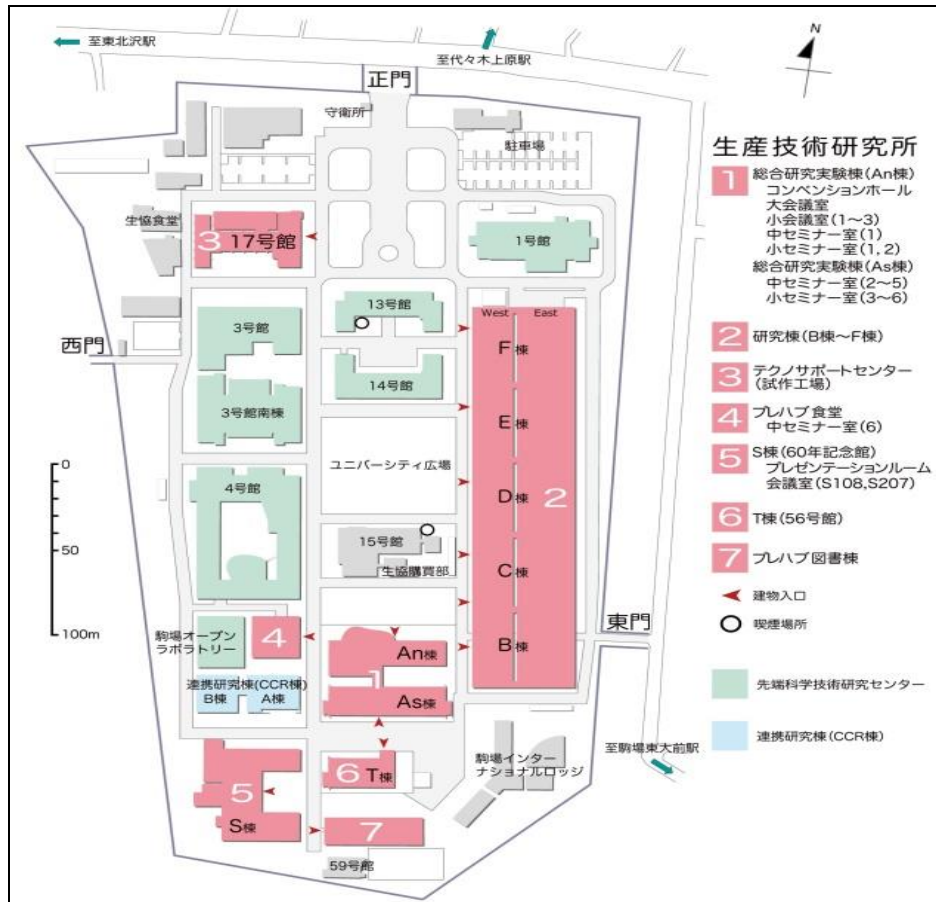 至東北沢駅
至代々木上原駅
N
正門
守衛所
駐車場
生協食堂
3 17号館
1号館
13号館
West East
3号館
F棟
西門
14号館
3号館南棟
E棟
0
ユニバーシティ広場
4号館
D棟
2
50
15号館
生協購買部
C棟
100m
駒場オープン
ラボラトリー
4
An棟
B棟
東門
1
連携研究棟(CCR棟)
B棟 A棟
As棟
至駒場東大前駅
駒場インター
ナショナルロッジ
6 T棟
5
S棟
7
59号館
生産技術研究所
1 総合研究実験棟(An棟)
コンベンションホール
大会議室
小会議室(1〜3)
中セミナー室(1)
小セミナー室(1,2)
総合研究実験棟(As棟)
中セミナー室(2〜5)
小セミナー室(3〜6)
2 研究棟(B棟〜F棟)
3 テクノサポートセンター
(試作工場)
4 プレハブ食堂
中セミナー室(6)
5 S棟(60年記念館)
プレゼンテーションルーム
会議室(S108,S207)
6 T棟(56号館)
7 プレハブ図書棟
建物入口
喫煙場所
先端科学技術研究センター
連携研究棟(CCR棟)